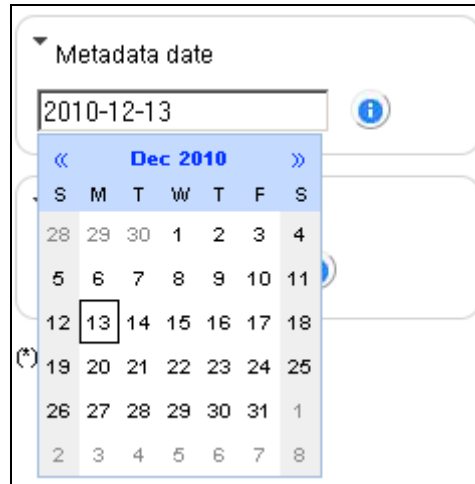 Metadata date
2010-12-13
i
« Dec 2010 »
S M T W T F S
28 29 30 1 2 3 4
5 6 7 8 9 10 11
12 13 14 15 16 17 18
(*)
19 20 21 22 23 24 25
26 27 28 29 30 31 1
2 3 4 5 6 7 8